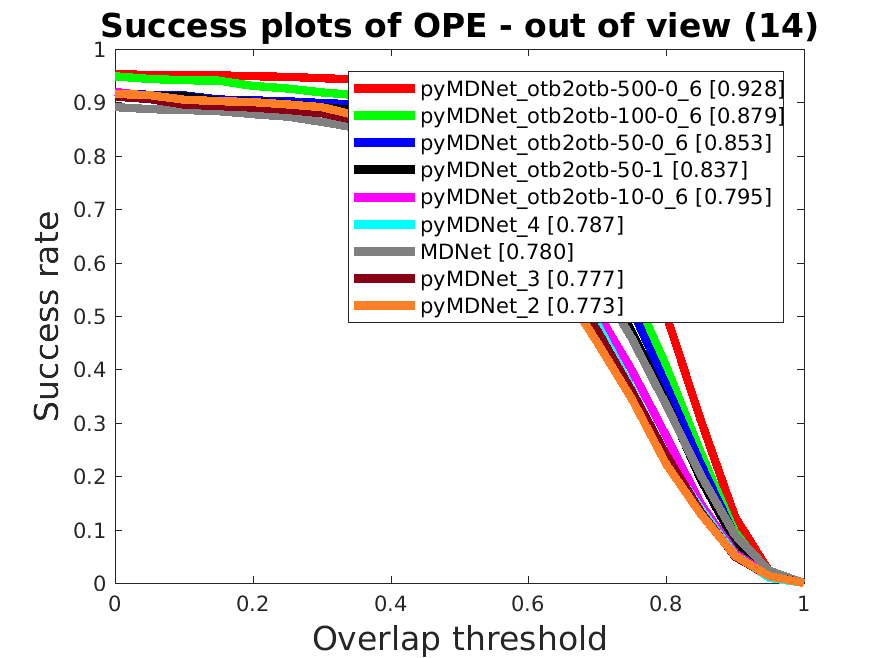 Success plots of OPE - out of view (14)
1
0.9
0.8
0.7
0.6
0.5
0.4
0.3
0.2
0.1
0
Success rate
pyMDNet_otb2otb-500-0_6 [0.928]
pyMDNet_otb2otb-100-0_6 [0.879]
pyMDNet_otb2otb-50-0_6 [0.853]
pyMDNet_otb2otb-50-1 [0.837]
pyMDNet_otb2otb-10-0_6 [0.795]
pyMDNet_4 [0.787]
MDNet [0.780]
pyMDNet_3 [0.777]
pyMDNet_2 [0.773]
0 0.2 0.4 0.6 0.8 1
Overlap threshold